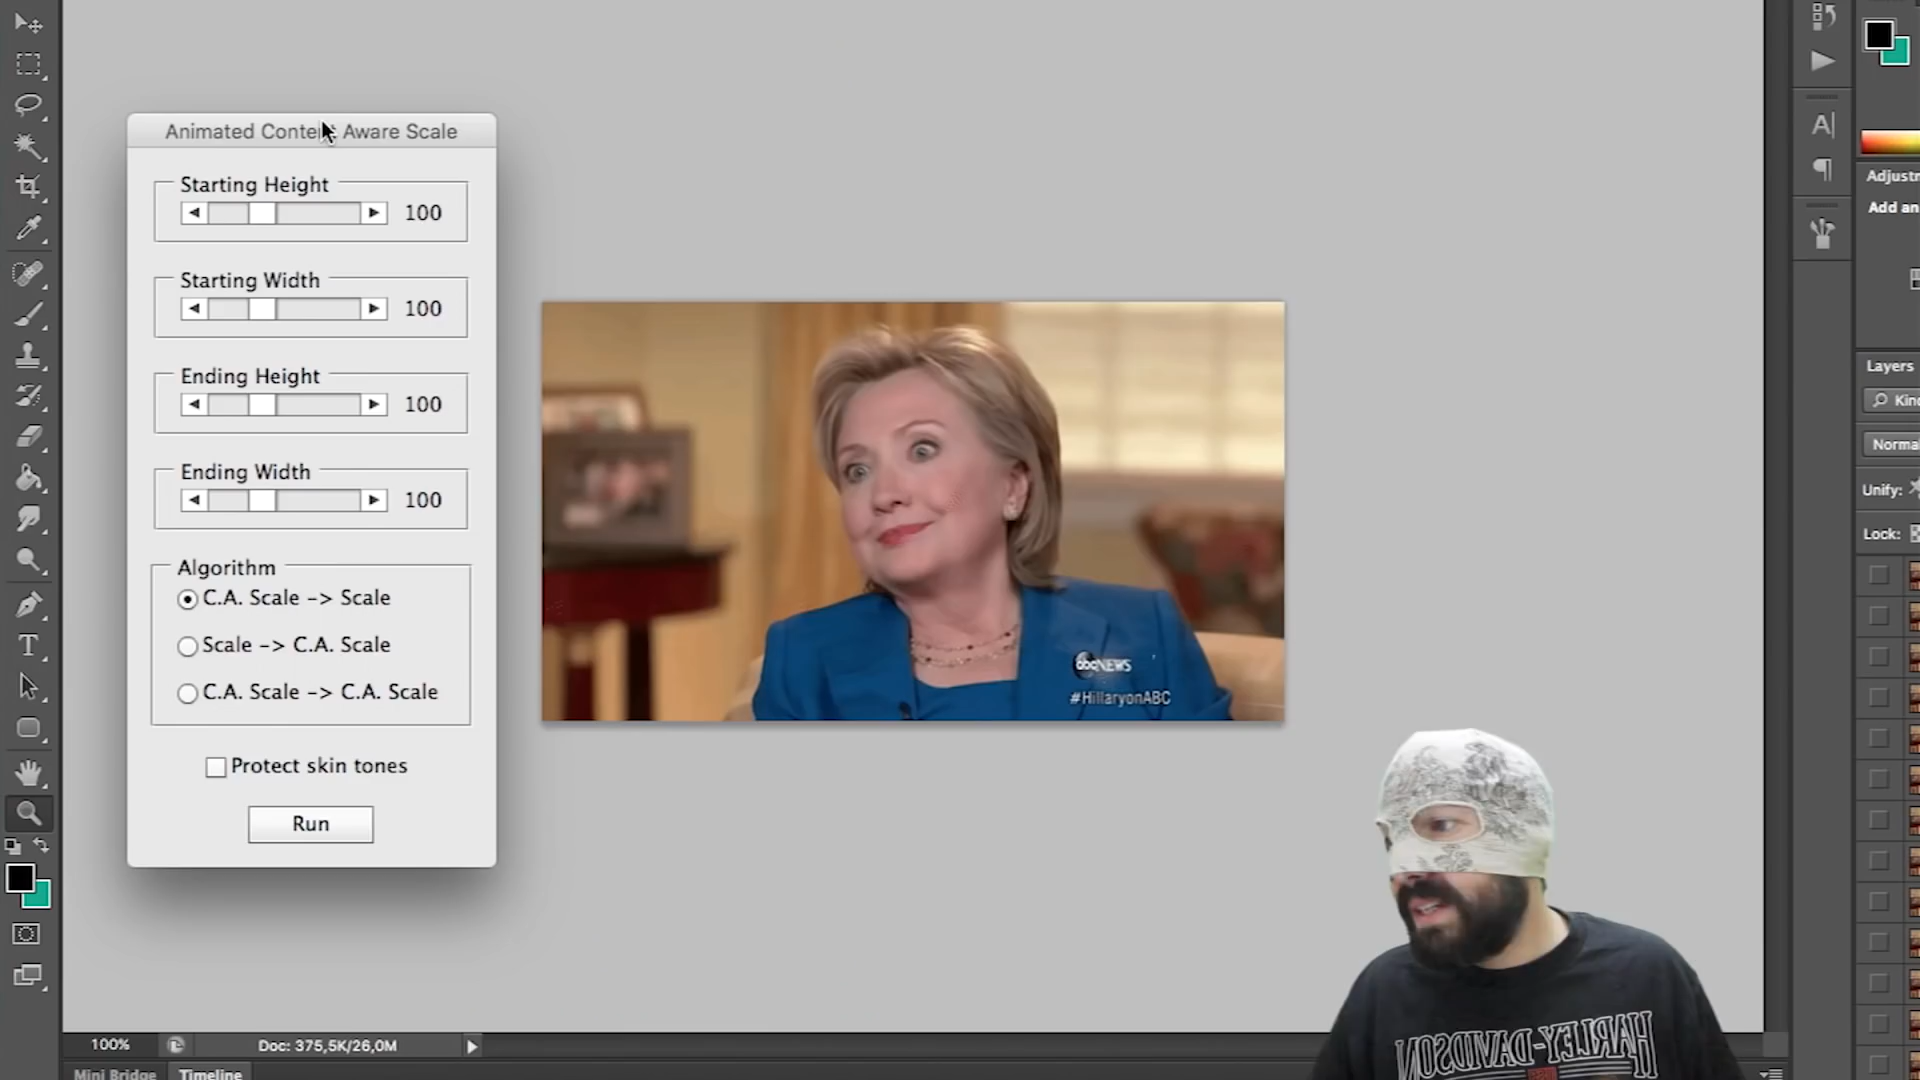 Animated Content Aware Scale
Starting Height
100
Starting Width
100
Ending Height
100
Ending Width
100
Algorithm
C.A. Scale -> Scale
Scale -> C.A. Scale
C.A. Scale -> C.A. Scale
Protect skin tones
Run
abcNEWS
#HillaryonABC
HARLEY-DAVIDSON
100%
Doc: 375,5K/26,0M
Mini Bridge
Timeline
A|
Adjustm
Add an
Layers
Kind
Norma
Unify:
Lock:
T